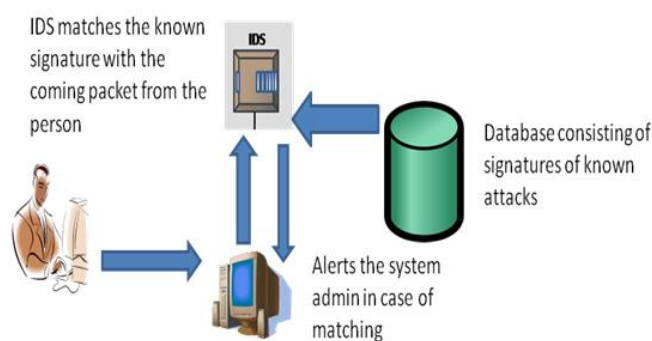 IDS matches the known
signature with the
coming packet from the
person
IDS
Database consisting of
signatures of known
attacks
Alerts the system
admin in case of
matching